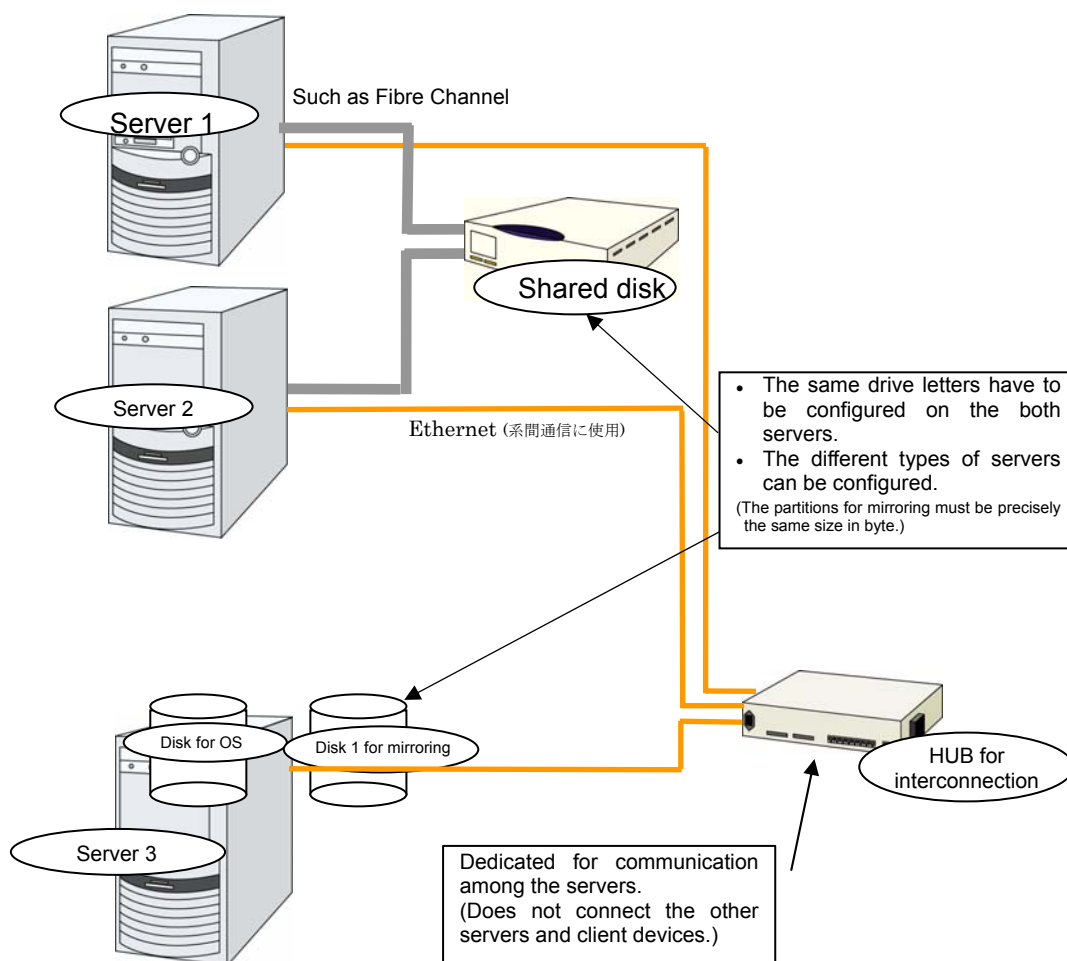 Such as Fibre Channel
Server 1
Shared disk
Server 2
Ethernet (系間通信に使用)
• The same drive letters have to
be configured on the both
servers.
• The different types of servers
can be configured.
(The partitions for mirroring must be precisely
the same size in byte.)
Disk for OS
Disk 1 for mirroring
HUB for
interconnection
Server 3
Dedicated for communication
among the servers.
(Does not connect the other
servers and client devices.)